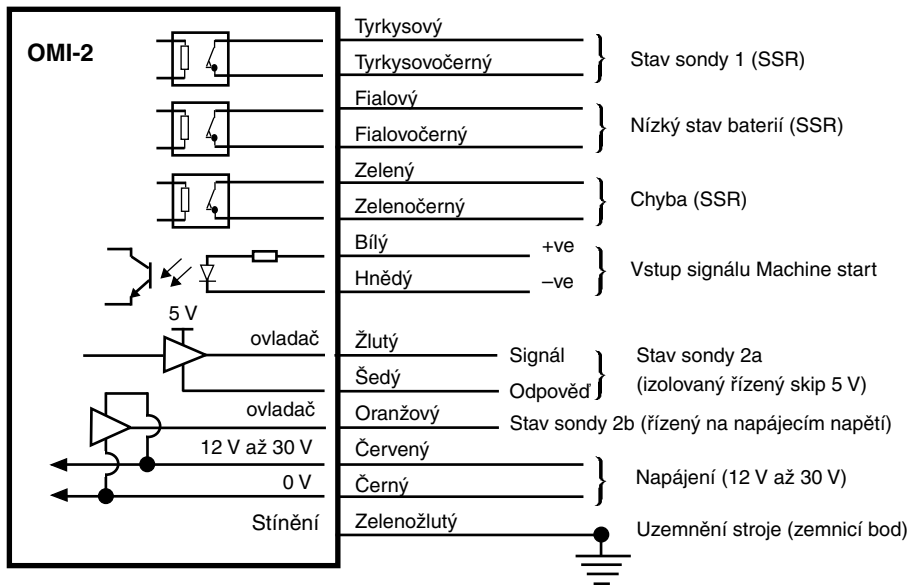 OMI-2
Tyrkysový
Tyrkysovočerný
Stav sondy 1 (SSR)
Fialový
Fialovočerný
Nízký stav baterií (SSR)
Zelený
Zelenočerný
Chyba (SSR)
Bílý
+ve
Hnědý
–ve
Vstup signálu Machine start
5 V
ovladač
Žlutý
Signál
Šedý
Odpověď
Stav sondy 2a
(izolovaný řízený skip 5 V)
ovladač
Oranžový
Stav sondy 2b (řízený na napájecím napětí)
12 V až 30 V
Červený
0 V
Černý
Napájení (12 V až 30 V)
Stínění
Zelenožlutý
Uzemnění stroje (zemnicí bod)